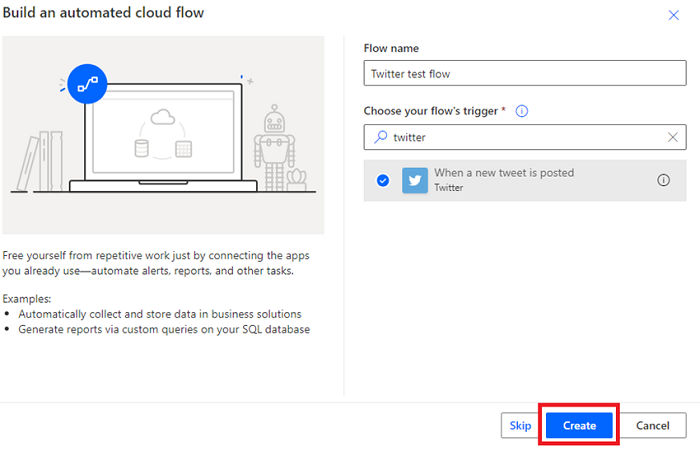 Build an automated cloud flow
Free yourself from repetitive work just by connecting the apps
you already use—automate alerts, reports, and other tasks.
Examples:
• Automatically collect and store data in business solutions
• Generate reports via custom queries on your SQL database
Flow name
Twitter test flow
Choose your flow's trigger *
twitter
When a new tweet is posted
Twitter
Skip
Create
Cancel